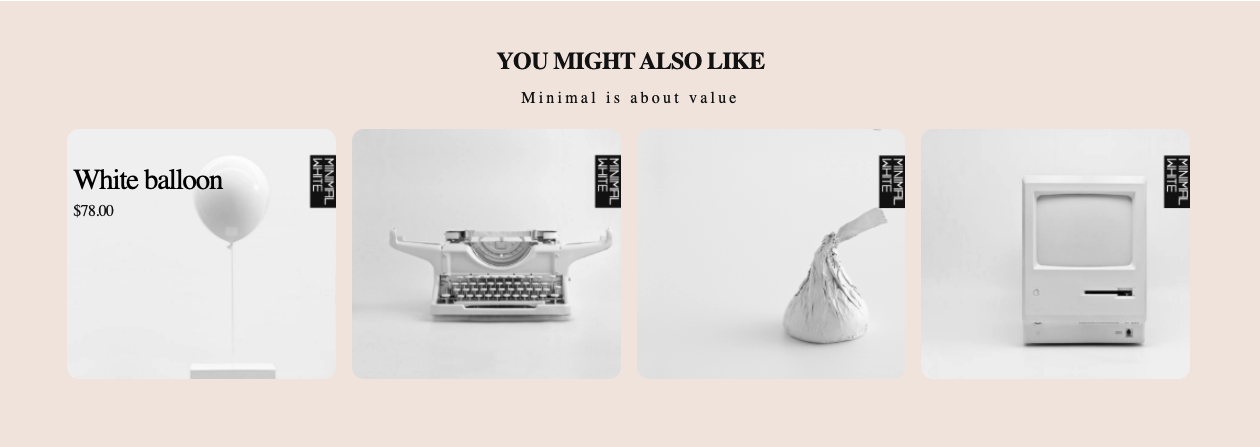 YOU MIGHT ALSO LIKE
Minimal is about value
White balloon
$78.00
MINIMAL
WHITE
MINIMAL
WHITE
MINIMAL
WHITE
MINIMAL
WHITE